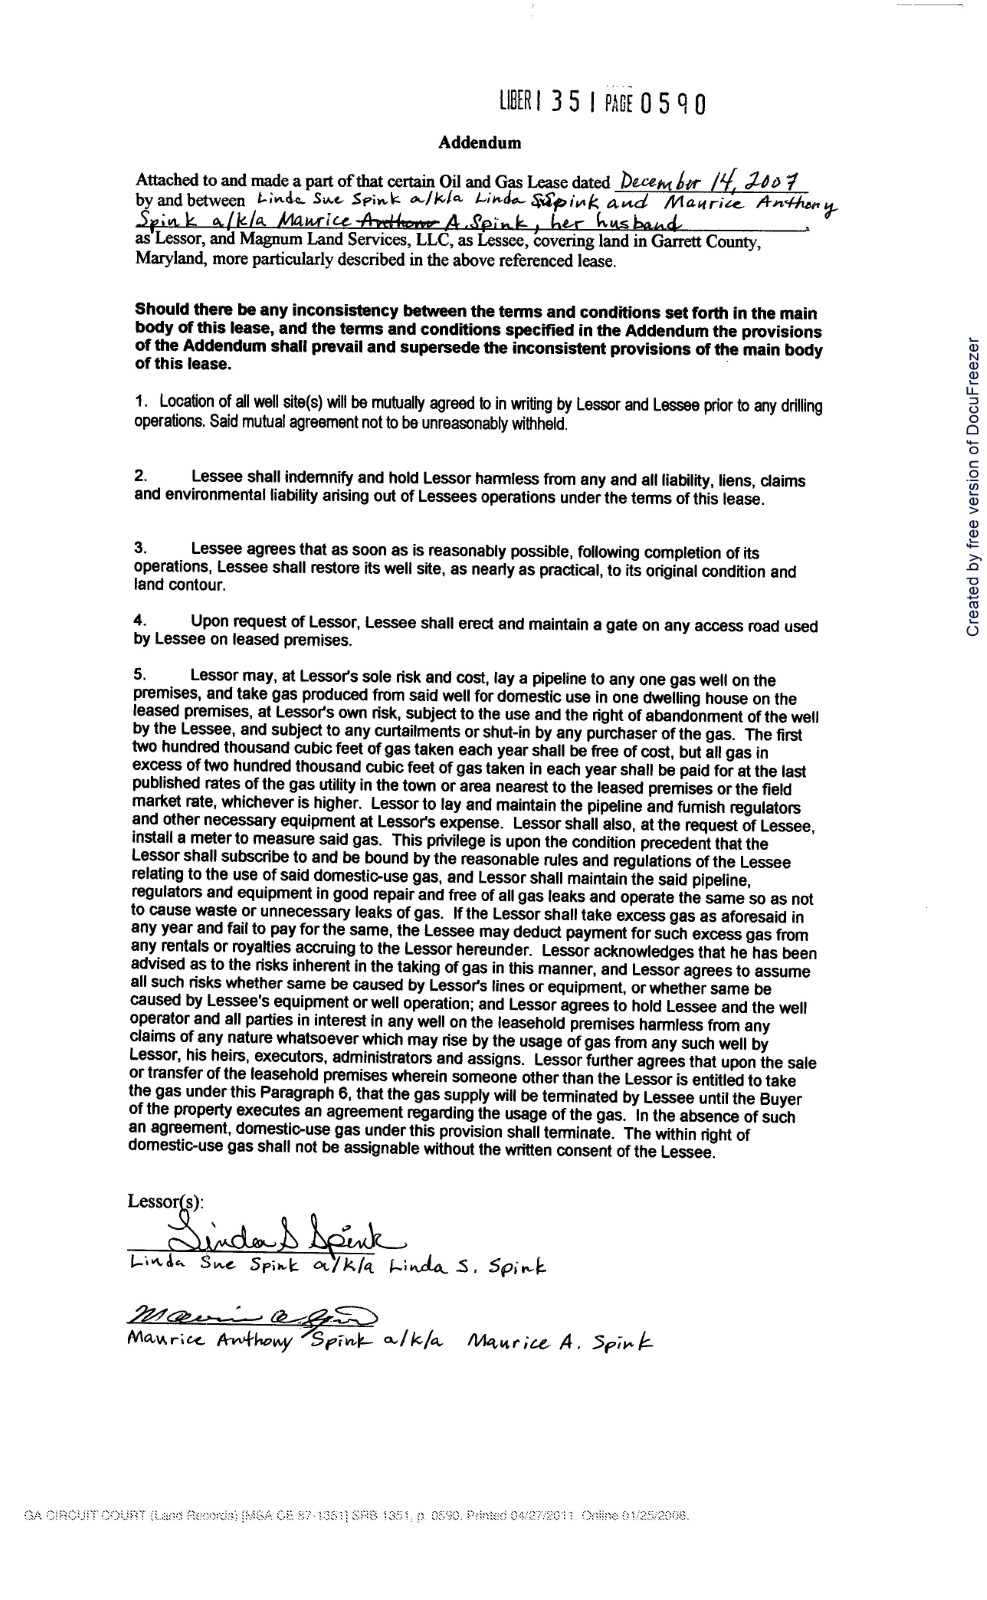 LIBER 1351 PAGE 0590
Addendum
Attached to and made a part of that certain Oil and Gas Lease dated December 14, 2007
by and between Linda Sue Spink a/k/a Linda S. Spink and Maurice Anthony
Spink a/k/a Maurice Anthony A. Spink, her husband,
as Lessor, and Magnum Land Services, LLC, as Lessee, covering land in Garrett County,
Maryland, more particularly described in the above referenced lease.
Should there be any inconsistency between the terms and conditions set forth in the main
body of this lease, and the terms and conditions specified in the Addendum the provisions
of the Addendum shall prevail and supersede the inconsistent provisions of the main body
of this lease.
1. Location of all well site(s) will be mutually agreed to in writing by Lessor and Lessee prior to any drilling
operations. Said mutual agreement not to be unreasonably withheld.
2. Lessee shall indemnify and hold Lessor harmless from any and all liability, liens, claims
and environmental liability arising out of Lessees operations under the terms of this lease.
3. Lessee agrees that as soon as is reasonably possible, following completion of its
operations, Lessee shall restore its well site, as nearly as practical, to its original condition and
land contour.
4. Upon request of Lessor, Lessee shall erect and maintain a gate on any access road used
by Lessee on leased premises.
5. Lessor may, at Lessor's sole risk and cost, lay a pipeline to any one gas well on the
premises, and take gas produced from said well for domestic use in one dwelling house on the
leased premises, at Lessor's own risk, subject to the use and the right of abandonment of the well
by the Lessee, and subject to any curtailments or shut-in by any purchaser of the gas. The first
two hundred thousand cubic feet of gas taken each year shall be free of cost, but all gas in
excess of two hundred thousand cubic feet of gas taken in each year shall be paid for at the last
published rates of the gas utility in the town or area nearest to the leased premises or the field
market rate, whichever is higher. Lessor to lay and maintain the pipeline and furnish regulators
and other necessary equipment at Lessor's expense. Lessor shall also, at the request of Lessee,
install a meter to measure said gas. This privilege is upon the condition precedent that the
Lessor shall subscribe to and be bound by the reasonable rules and regulations of the Lessee
relating to the use of said domestic-use gas, and Lessor shall maintain the said pipeline,
regulators and equipment in good repair and free of all gas leaks and operate the same so as not
to cause waste or unnecessary leaks of gas. If the Lessor shall take excess gas as aforesaid in
any year and fail to pay for the same, the Lessee may deduct payment for such excess gas from
any rentals or royalties accruing to the Lessor hereunder. Lessor acknowledges that he has been
advised as to the risks inherent in the taking of gas in this manner, and Lessor agrees to assume
all such risks whether same be caused by Lessor's lines or equipment, or whether same be
caused by Lessee's equipment or well operation; and Lessor agrees to hold Lessee and the well
operator and all parties in interest in any well on the leasehold premises harmless from any
claims of any nature whatsoever which may rise by the usage of gas from any such well by
Lessor, his heirs, executors, administrators and assigns. Lessor further agrees that upon the sale
or transfer of the leasehold premises wherein someone other than the Lessor is entitled to take
the gas under this Paragraph 6, that the gas supply will be terminated by Lessee until the Buyer
of the property executes an agreement regarding the usage of the gas. In the absence of such
an agreement, domestic-use gas under this provision shall terminate. The within right of
domestic-use gas shall not be assignable without the written consent of the Lessee.
Lessor(s):
Linda S Spink
Linda Sue Spink a/k/a Linda S. Spink
Maurice Anthony Spink a/k/a Maurice A. Spink
GA CIRCUIT COURT (Land Records) [MSA CE 87-1351] SRB 1351, p. 0590. Printed 04/27/2011. Online 01/25/2008.
Created by free version of DocuFreezer